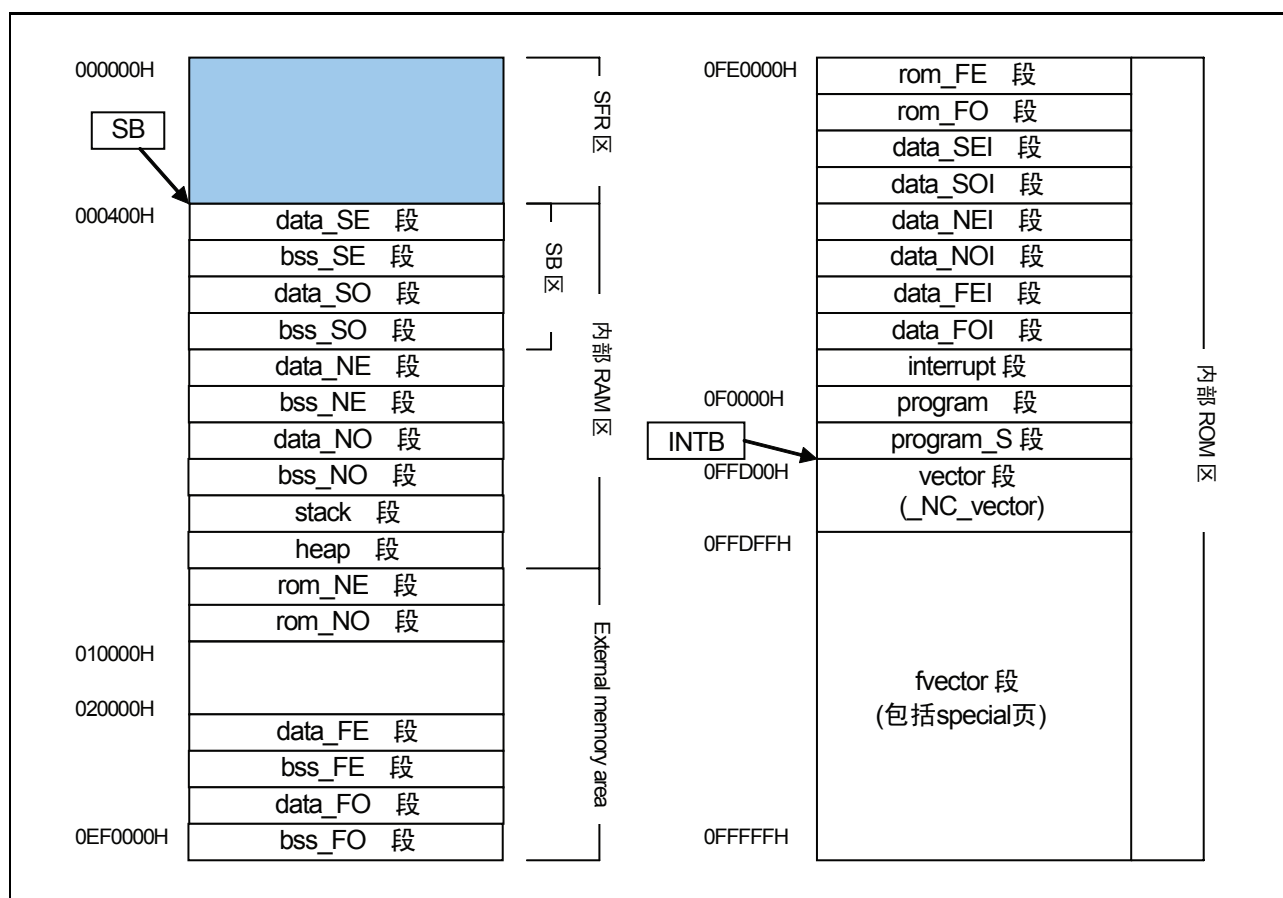 000000H
SB
000400H
data_SE 段
bss_SE 段
data_SO 段
bss_SO 段
data_NE 段
bss_NE 段
data_NO 段
bss_NO 段
stack 段
heap 段
rom_NE 段
rom_NO 段
010000H
020000H
data_FE 段
bss_FE 段
data_FO 段
0EF0000H
bss_FO 段
SFR 区
SB 区
内部 RAM 区
External memory area
0FE0000H
rom_FE 段
rom_FO 段
data_SEI 段
data_SOI 段
data_NEI 段
data_NOI 段
data_FEI 段
data_FOI 段
interrupt 段
0F0000H
program 段
INTB
program_S 段
0FFD00H
vector 段
(_NC_vector)
0FFDFFH
fvector 段
(包括special页)
0FFFFFH
内部 ROM 区